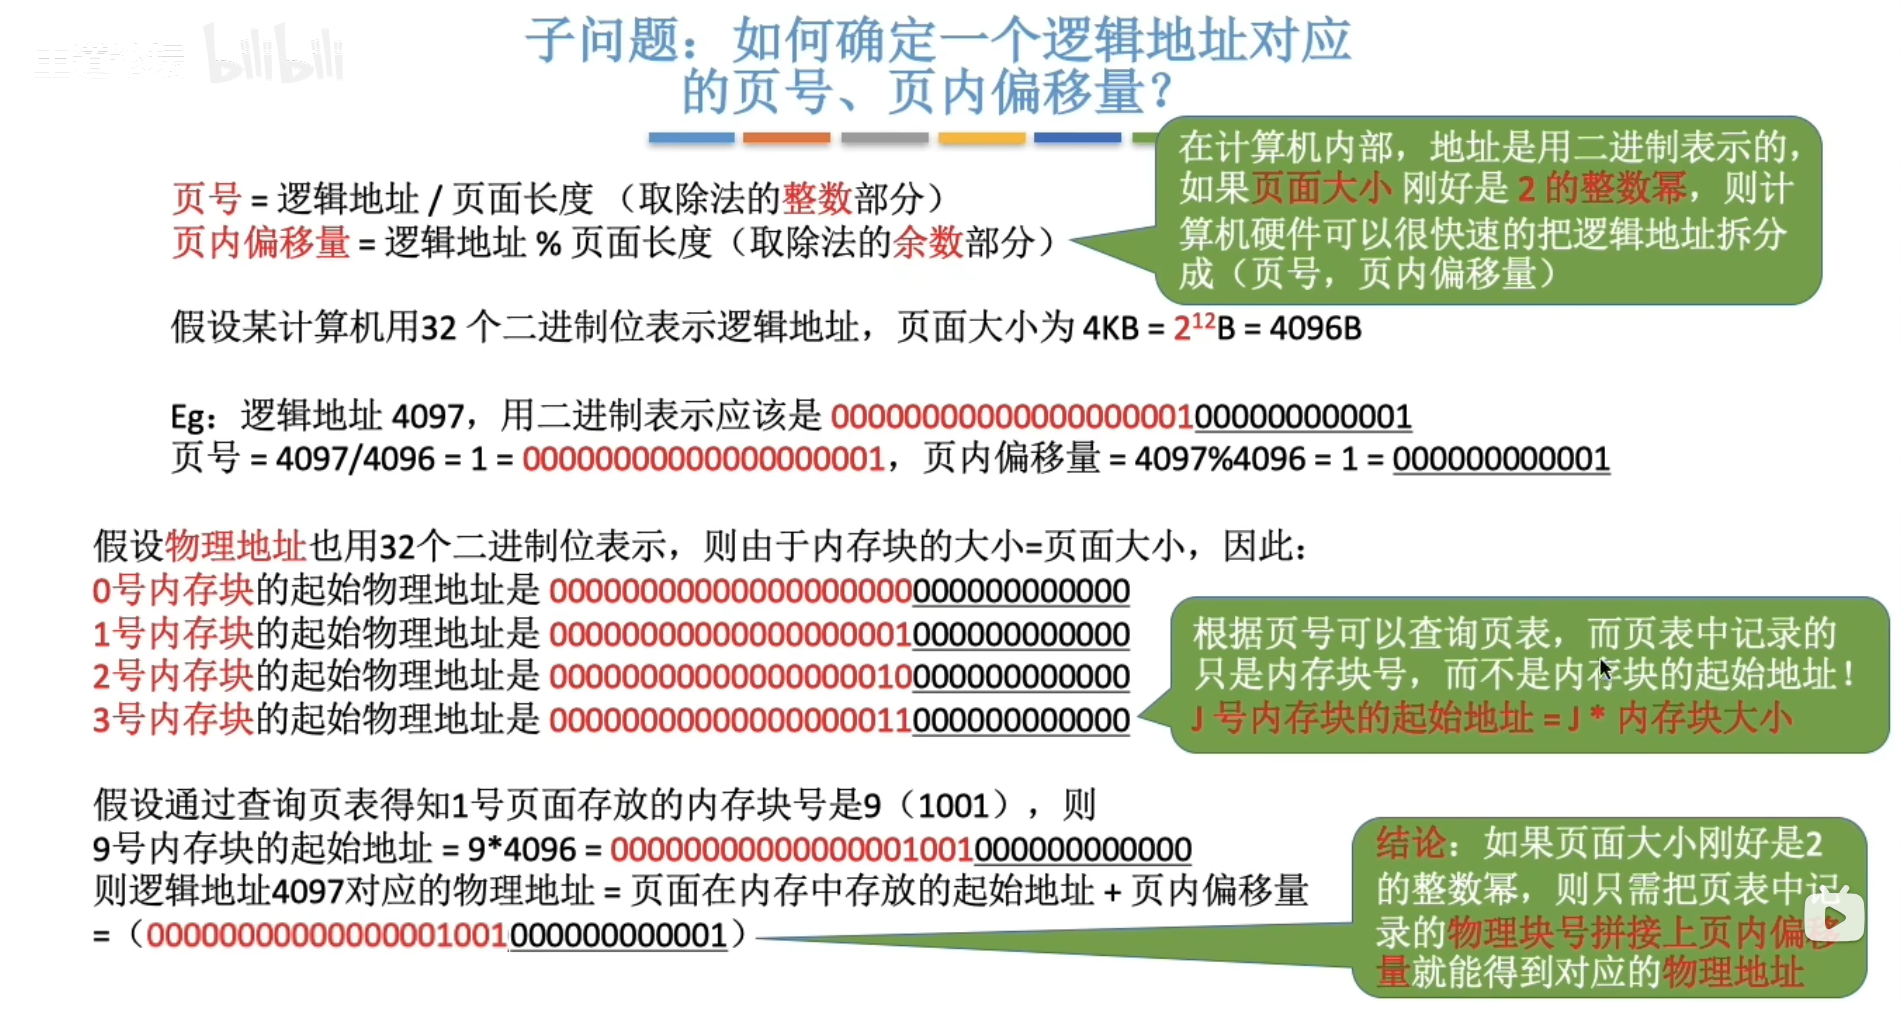 王道论坛 bilibili
子问题：如何确定一个逻辑地址对应
的页号、页内偏移量？
在计算机内部，地址是用二进制表示的，
如果页面大小 刚好是 2 的整数幂，则计
算机硬件可以很快速的把逻辑地址拆分
成（页号，页内偏移量）
页号 = 逻辑地址 / 页面长度 （取除法的整数部分）
页内偏移量 = 逻辑地址 % 页面长度（取除法的余数部分）
假设某计算机用32 个二进制位表示逻辑地址，页面大小为 4KB = 2¹²B = 4096B
Eg：逻辑地址 4097，用二进制表示应该是 00000000000000000001000000000001
页号 = 4097/4096 = 1 = 00000000000000000001，页内偏移量 = 4097%4096 = 1 = 000000000001
假设物理地址也用32个二进制位表示，则由于内存块的大小=页面大小，因此：
0号内存块的起始物理地址是 00000000000000000000000000000000
1号内存块的起始物理地址是 00000000000000000001000000000000
2号内存块的起始物理地址是 00000000000000000010000000000000
3号内存块的起始物理地址是 00000000000000000011000000000000
根据页号可以查询页表，而页表中记录的
只是内存块号，而不是内存块的起始地址！
J 号内存块的起始地址 = J * 内存块大小
假设通过查询页表得知1号页面存放的内存块号是9（1001），则
9号内存块的起始地址 = 9*4096 = 00000000000000001001000000000000
则逻辑地址4097对应的物理地址 = 页面在内存中存放的起始地址 + 页内偏移量
=（00000000000000001001000000000001）
结论：如果页面大小刚好是2
的整数幂，则只需把页表中记
录的物理块号拼接上页内偏移
量就能得到对应的物理地址